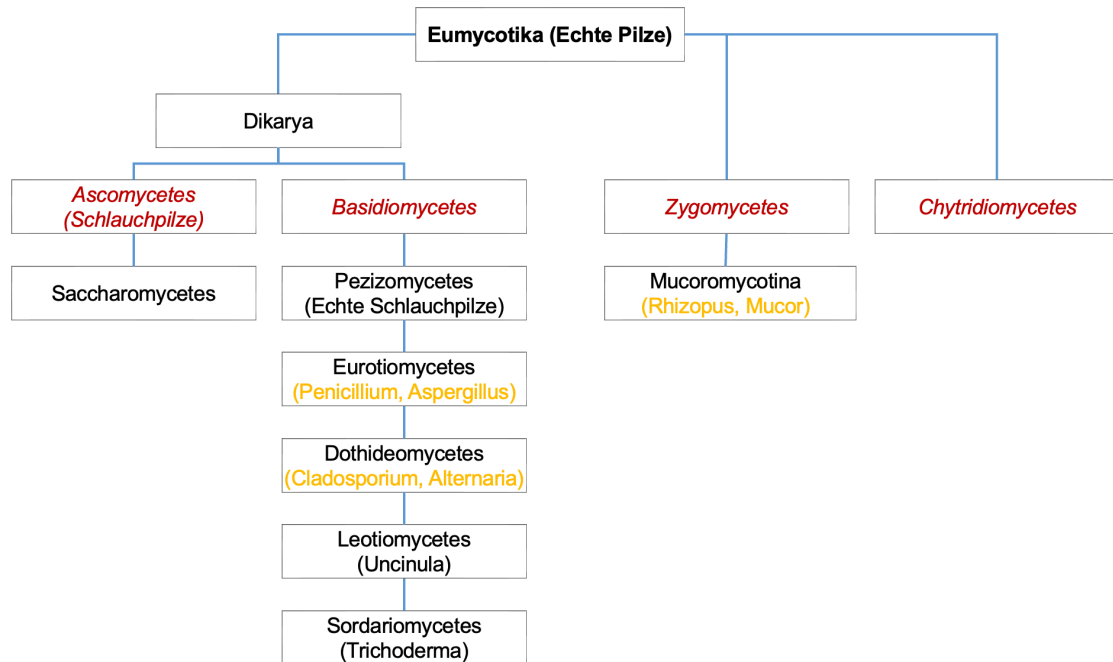 Eumycotika (Echte Pilze)
Dikarya
Ascomycetes
(Schlauchpilze)
Basidiomycetes
Zygomycetes
Chytridiomycetes
Saccharomycetes
Pezizomycetes
(Echte Schlauchpilze)
Mucoromycotina
(Rhizopus, Mucor)
Eurotiomycetes
(Penicillium, Aspergillus)
Dothideomycetes
(Cladosporium, Alternaria)
Leotiomycetes
(Uncinula)
Sordariomycetes
(Trichoderma)